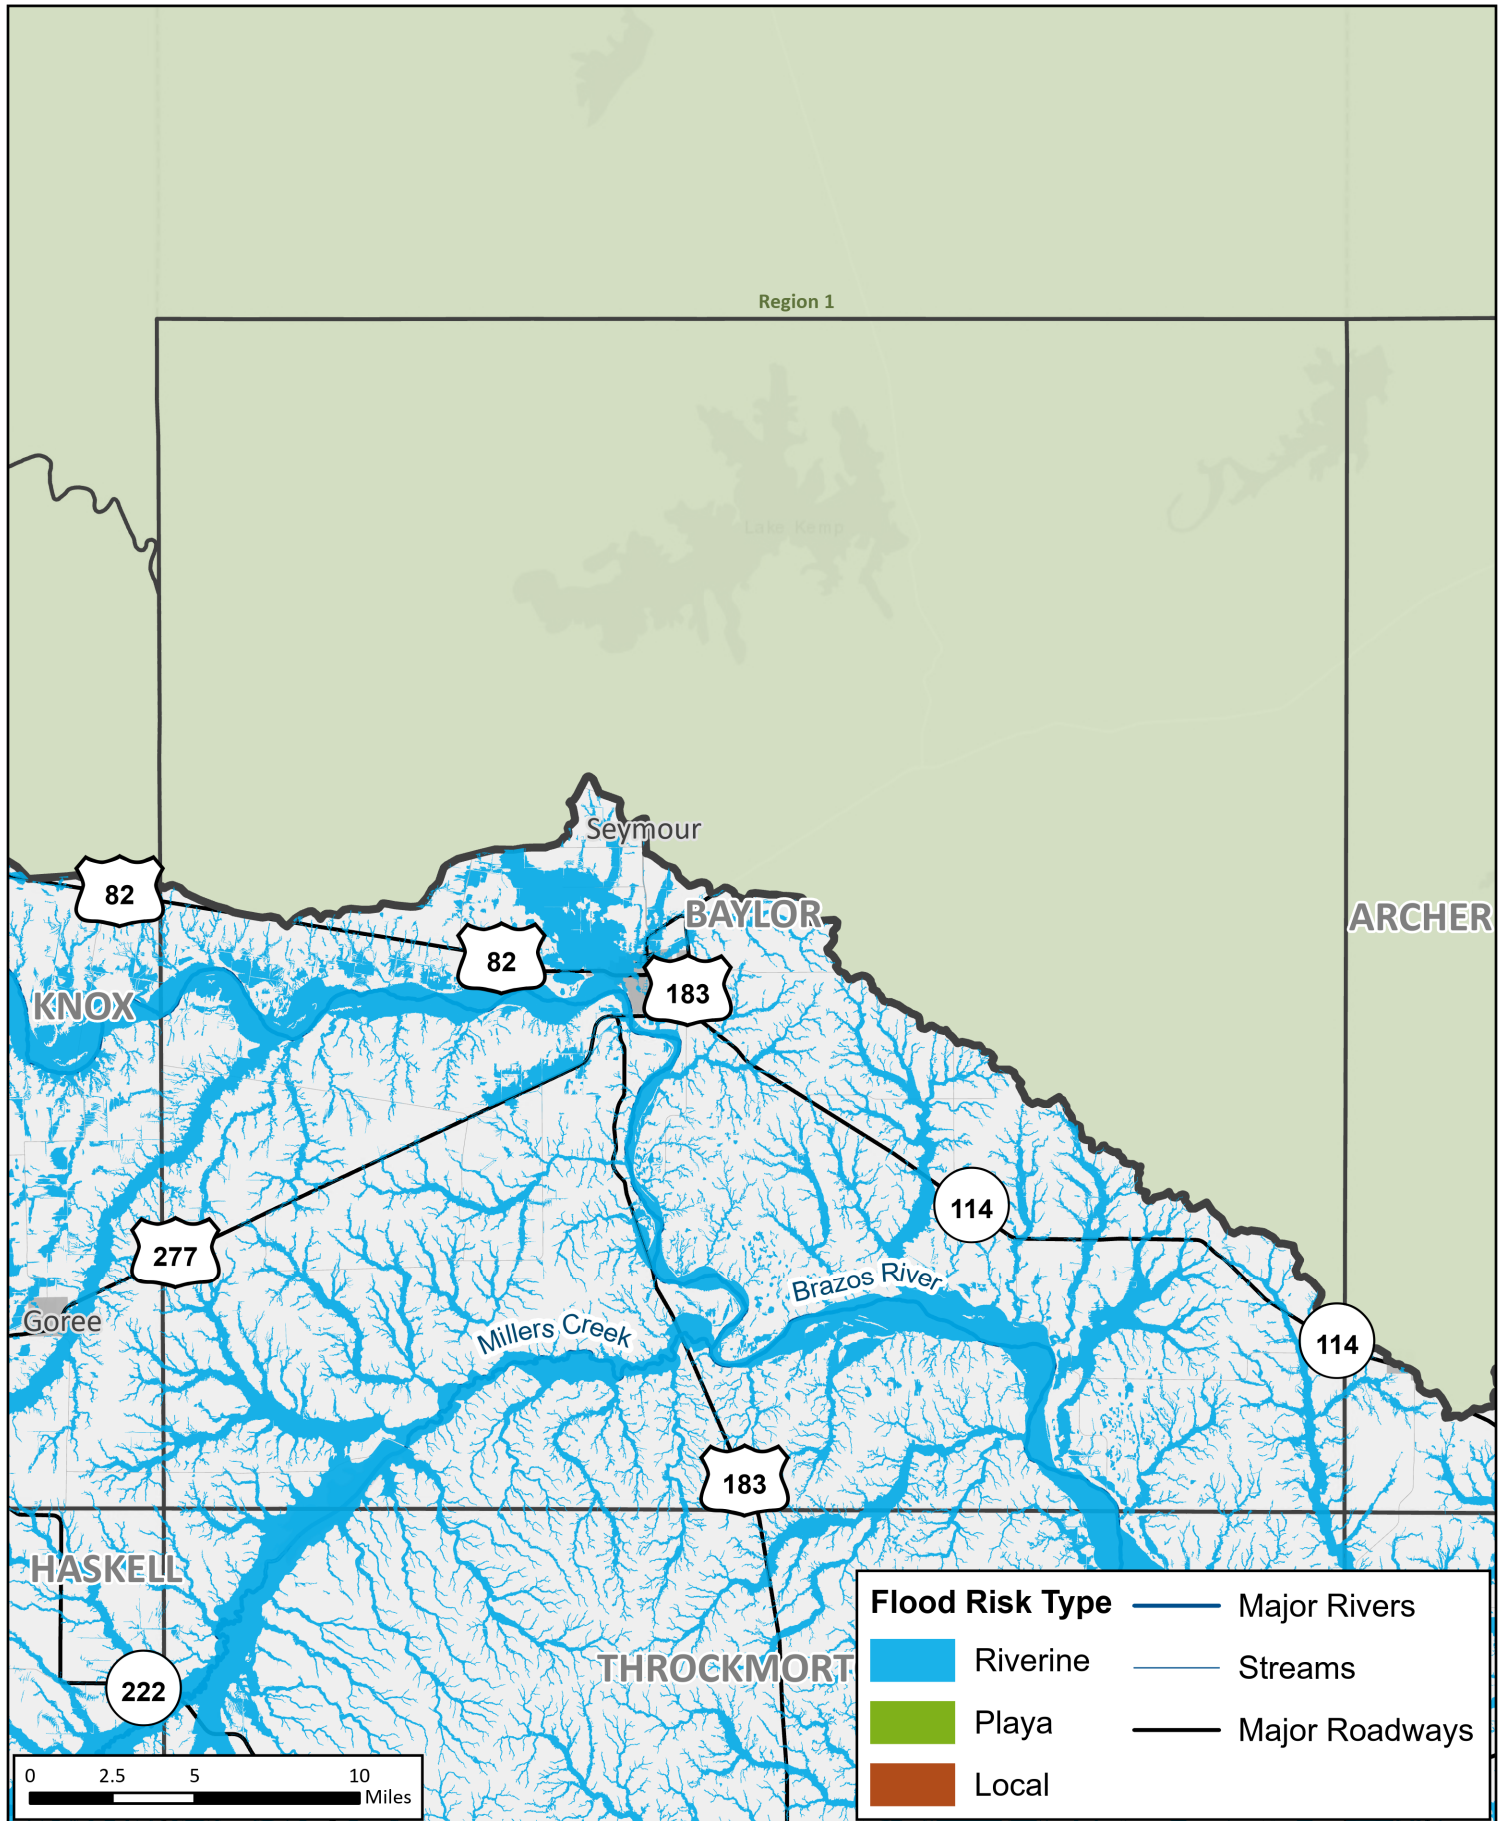 Region 1
Lake Kemp
Seymour
82
BAYLOR
ARCHER
82
183
KNOX
114
277
Brazos River
Goree
Millers Creek
114
183
HASKELL
THROCKMORT
222
Flood Risk Type
Riverine
Playa
Local
Major Rivers
Streams
Major Roadways
0 2.5 5 10
Miles